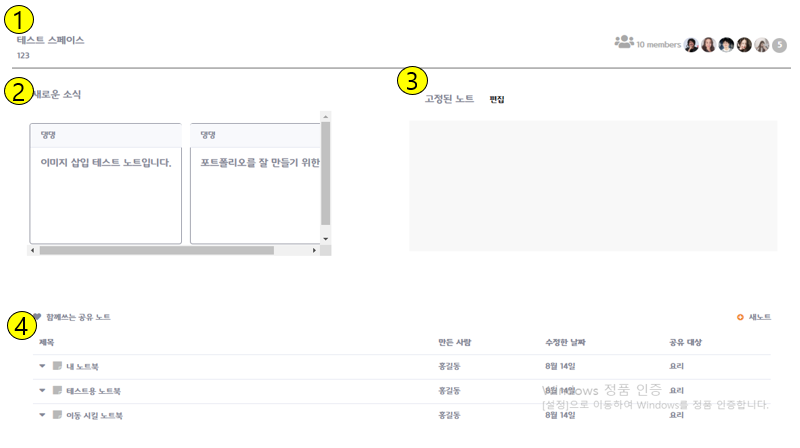 1
테스트 스페이스
123
10 members
5
2
새로운 소식
3
고정된 노트 편집
댕댕
이미지 삽입 테스트 노트입니다.
댕댕
포트폴리오를 잘 만들기 위한
4
함께쓰는 공유 노트
새노트
제목 만든 사람 수정한 날짜 공유 대상
내 노트북 홍길동 8월 14일 요리
테스트용 노트북 홍길동 8월 14일 요리
이동 시킬 노트북 홍길동 8월 14일 요리
Windows 정품 인증
[설정]으로 이동하여 Windows를 정품 인증합니다.